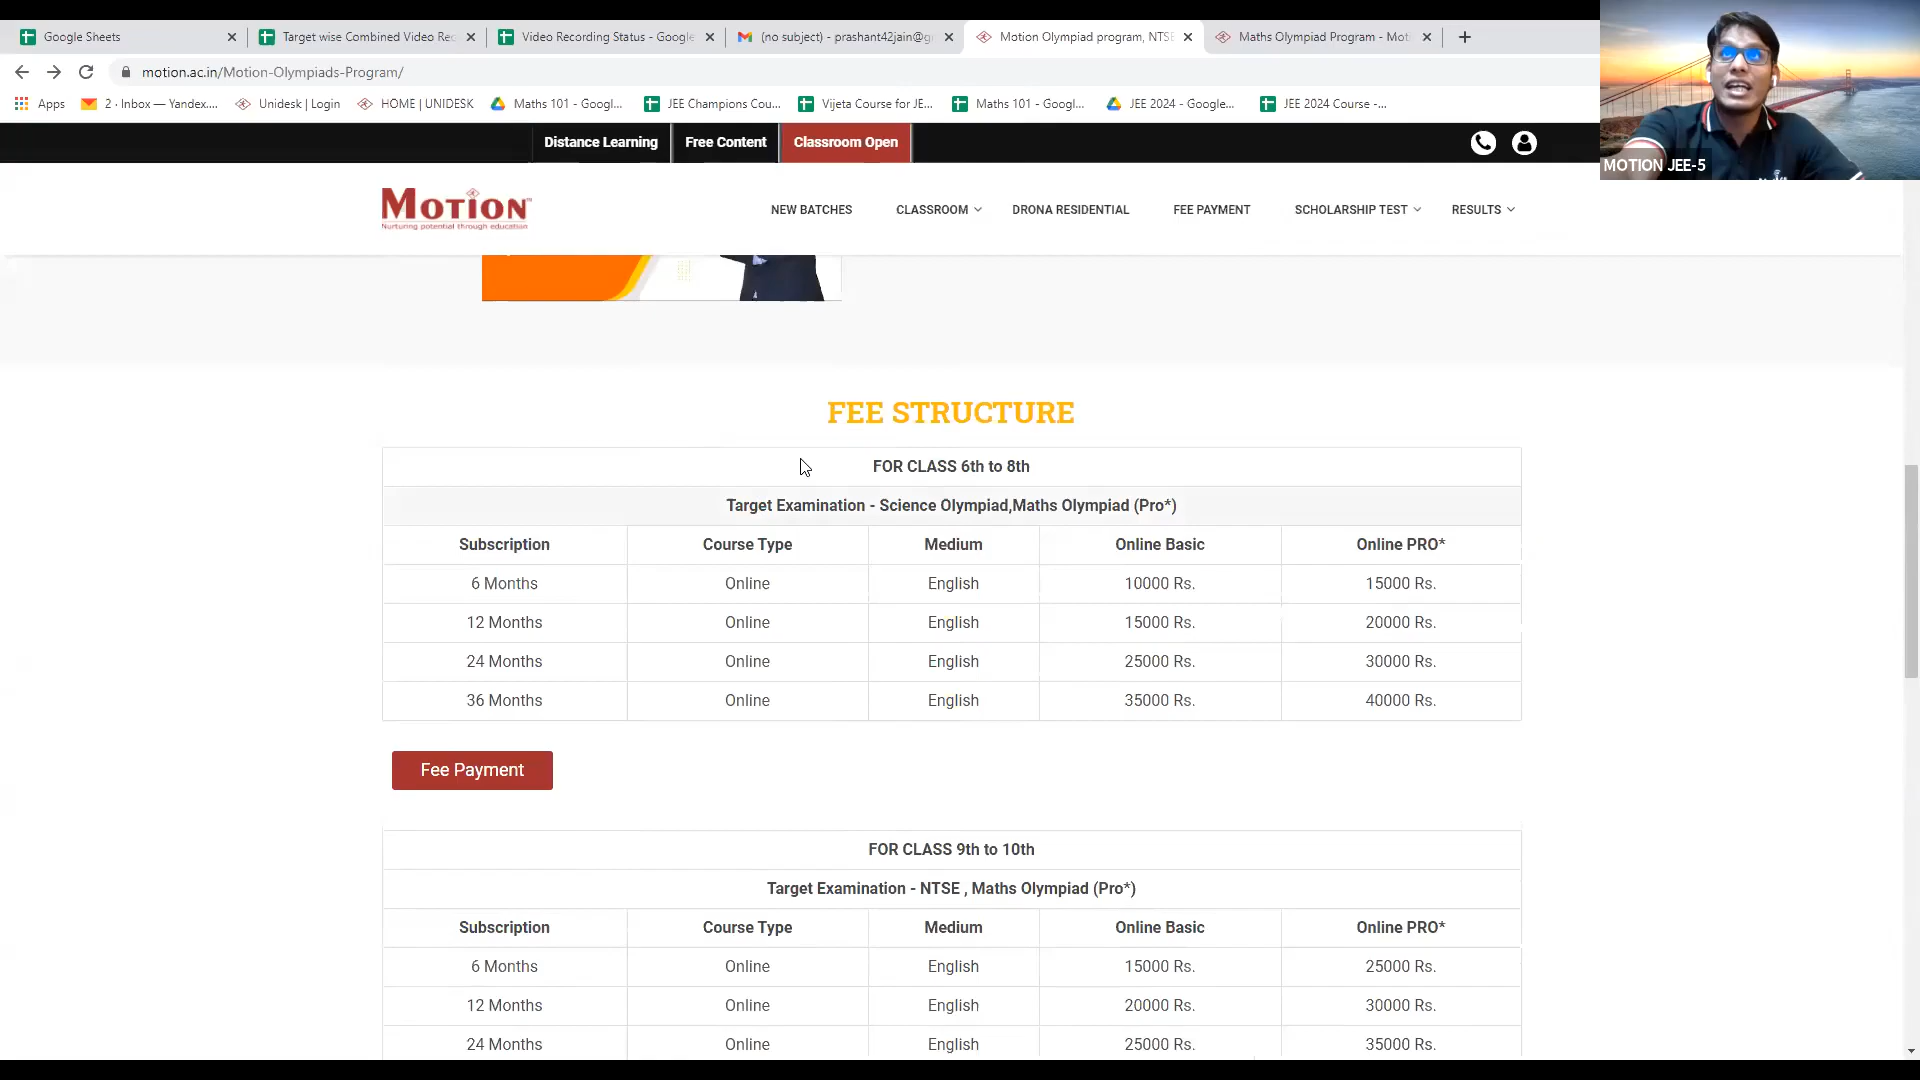 Google Sheets
Target wise Combined Video Rec
Video Recording Status - Google
(no subject) - prashant42jain@g
Motion Olympiad program, NTSE
Maths Olympiad Program - Mot
motion.ac.in/Motion-Olympiads-Program/
Apps
2 · Inbox — Yandex....
Unidesk | Login
HOME | UNIDESK
Maths 101 - Googl...
JEE Champions Cou...
Vijeta Course for JE...
Maths 101 - Googl...
JEE 2024 - Google...
JEE 2024 Course -...
Distance Learning
Free Content
Classroom Open
MOTION JEE-5
MOTION
Nurturing potential through education
NEW BATCHES
CLASSROOM
DRONA RESIDENTIAL
FEE PAYMENT
SCHOLARSHIP TEST
RESULTS
FEE STRUCTURE
FOR CLASS 6th to 8th
Target Examination - Science Olympiad,Maths Olympiad (Pro*)
Subscription Course Type Medium Online Basic Online PRO*
6 Months Online English 10000 Rs. 15000 Rs.
12 Months Online English 15000 Rs. 20000 Rs.
24 Months Online English 25000 Rs. 30000 Rs.
36 Months Online English 35000 Rs. 40000 Rs.
Fee Payment
FOR CLASS 9th to 10th
Target Examination - NTSE , Maths Olympiad (Pro*)
Subscription Course Type Medium Online Basic Online PRO*
6 Months Online English 15000 Rs. 25000 Rs.
12 Months Online English 20000 Rs. 30000 Rs.
24 Months Online English 25000 Rs. 35000 Rs.